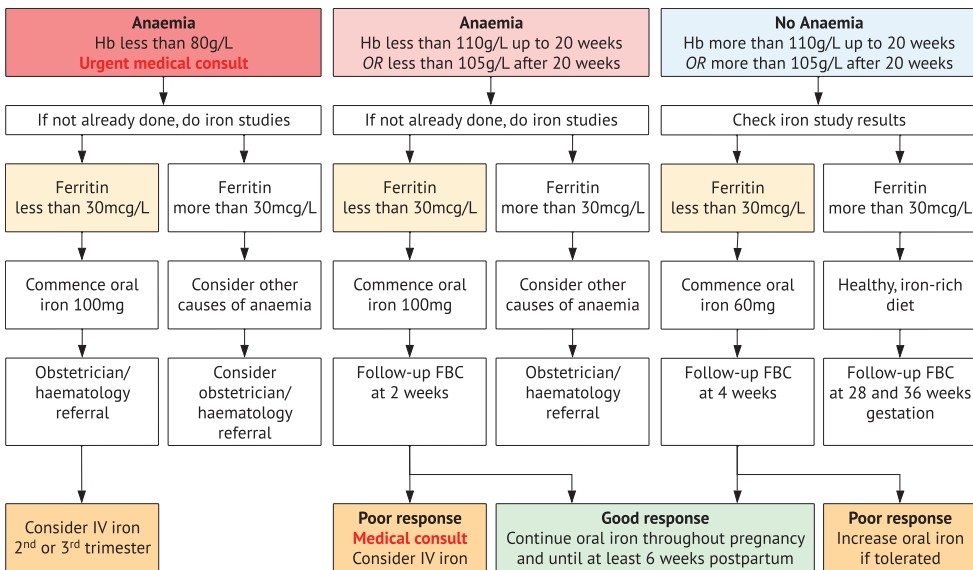 Anaemia
Hb less than 80g/L
Urgent medical consult
Anaemia
Hb less than 110g/L up to 20 weeks
OR less than 105g/L after 20 weeks
No Anaemia
Hb more than 110g/L up to 20 weeks
OR more than 105g/L after 20 weeks
If not already done, do iron studies
If not already done, do iron studies
Check iron study results
Ferritin
less than 30mcg/L
Ferritin
more than 30mcg/L
Ferritin
less than 30mcg/L
Ferritin
more than 30mcg/L
Ferritin
less than 30mcg/L
Ferritin
more than 30mcg/L
Commence oral
iron 100mg
Consider other
causes of anaemia
Commence oral
iron 100mg
Consider other
causes of anaemia
Commence oral
iron 60mg
Healthy, iron-rich
diet
Obstetrician/
haematology
referral
Consider
obstetrician/
haematology
referral
Follow-up FBC
at 2 weeks
Obstetrician/
haematology
referral
Follow-up FBC
at 4 weeks
Follow-up FBC
at 28 and 36 weeks
gestation
Consider IV iron
2nd or 3rd trimester
Poor response
Medical consult
Consider IV iron
Good response
Continue oral iron throughout pregnancy
and until at least 6 weeks postpartum
Poor response
Increase oral iron
if tolerated